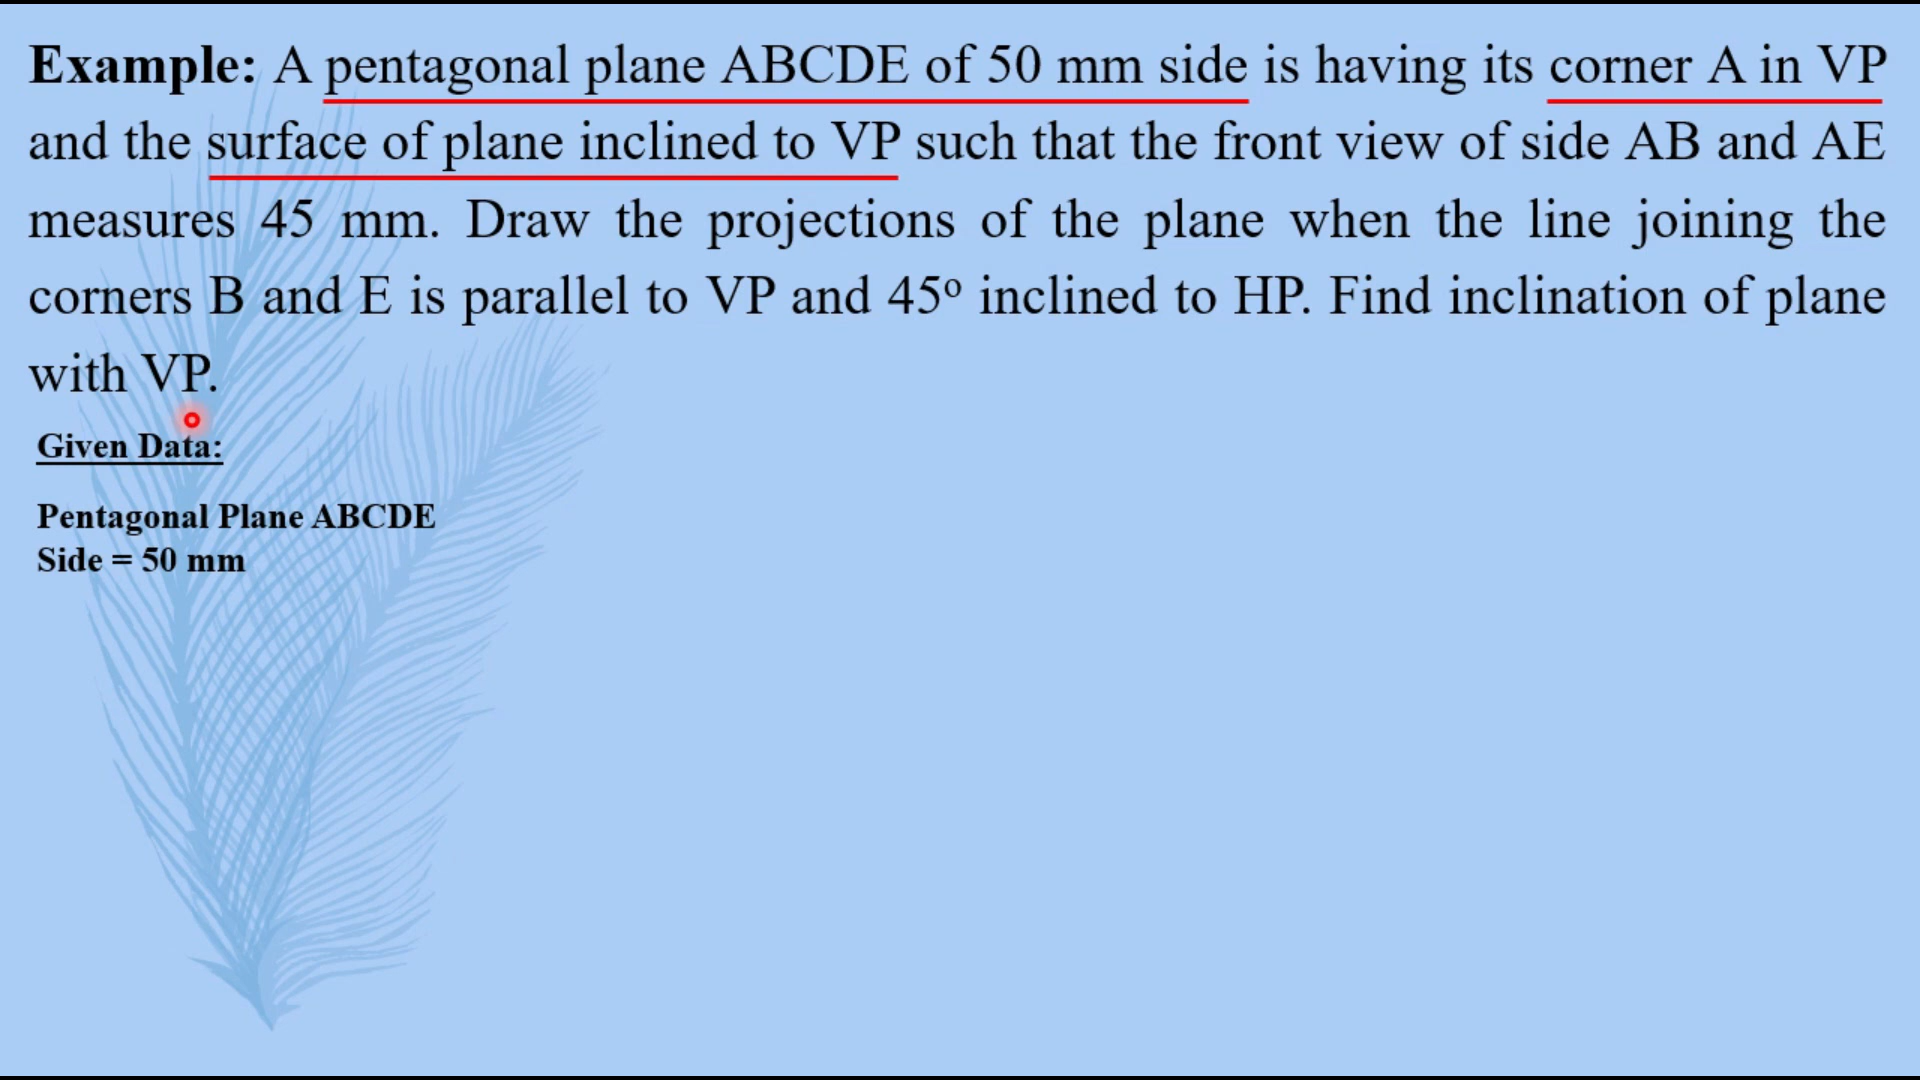 Example: A pentagonal plane ABCDE of 50 mm side is having its corner A in VP
and the surface of plane inclined to VP such that the front view of side AB and AE
measures 45 mm. Draw the projections of the plane when the line joining the
corners B and E is parallel to VP and 45º inclined to HP. Find inclination of plane
with VP.
Given Data:
Pentagonal Plane ABCDE
Side = 50 mm